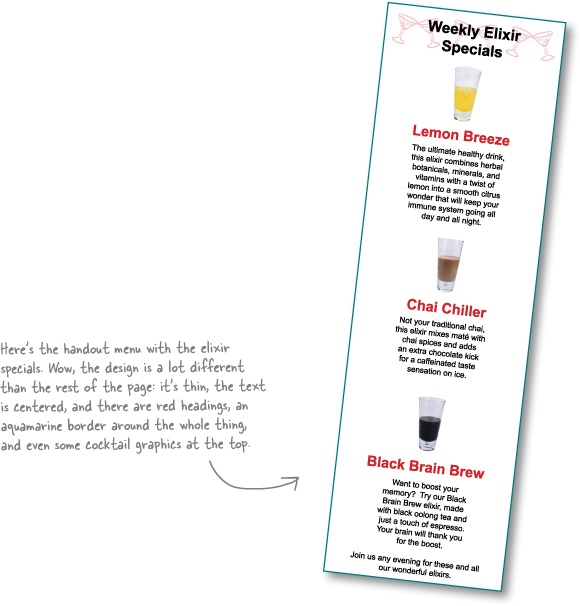 Weekly Elixir
Specials
Lemon Breeze
The ultimate healthy drink,
this elixir combines herbal
botanicals, minerals, and
vitamins with a twist of
lemon into a smooth citrus
wonder that will keep your
immune system going all
day and all night.
Chai Chiller
Not your traditional chai,
this elixir mixes maté with
chai spices and adds
an extra chocolate kick
for a caffeinated taste
sensation on ice.
Black Brain Brew
Want to boost your
memory?  Try our Black
Brain Brew elixir, made
with black oolong tea and
just a touch of espresso.
Your brain will thank you
for the boost.
Join us any evening for these and all
our wonderful elixirs.
Here's the handout menu with the elixir
specials. Wow, the design is a lot different
than the rest of the page: it's thin, the text
is centered, and there are red headings, an
aquamarine border around the whole thing,
and even some cocktail graphics at the top.